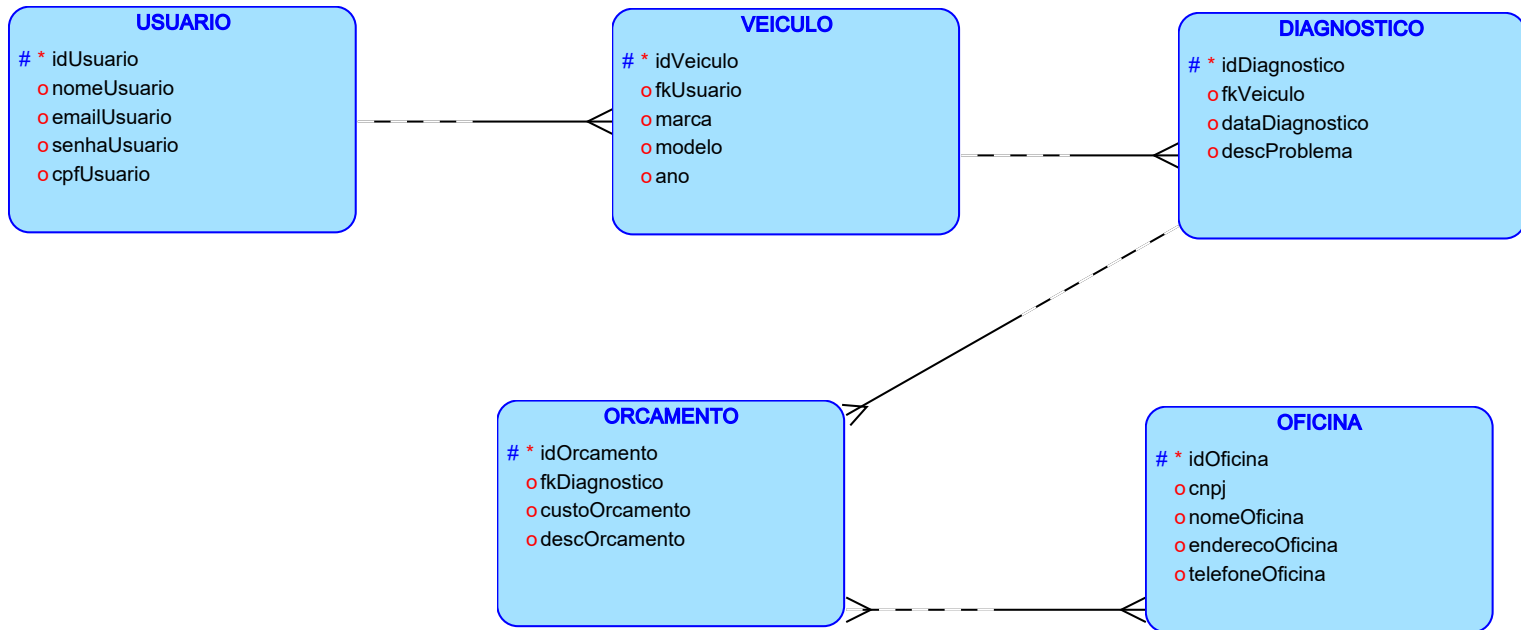 USUARIO
# * idUsuario
o nomeUsuario
o emailUsuario
o senhaUsuario
o cpfUsuario
VEICULO
# * idVeiculo
o fkUsuario
o marca
o modelo
o ano
DIAGNOSTICO
# * idDiagnostico
o fkVeiculo
o dataDiagnostico
o descProblema
ORCAMENTO
# * idOrcamento
o fkDiagnostico
o custoOrcamento
o descOrcamento
OFICINA
# * idOficina
o cnpj
o nomeOficina
o enderecoOficina
o telefoneOficina